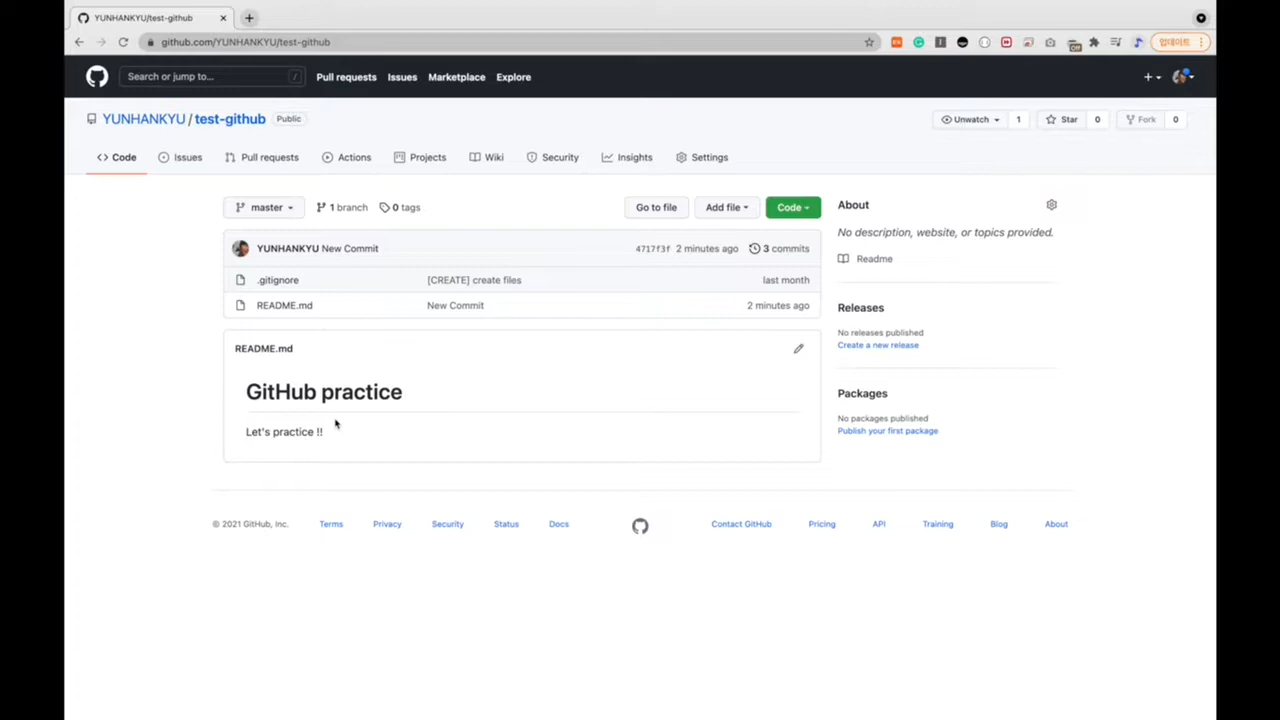 YUNHANKYU/test-github
github.com/YUNHANKYU/test-github
업데이트
Search or jump to...
/
Pull requests
Issues
Marketplace
Explore
YUNHANKYU / test-github
Public
Unwatch
1
Star
0
Fork
0
Code
Issues
Pull requests
Actions
Projects
Wiki
Security
Insights
Settings
master
1 branch
0 tags
Go to file
Add file
Code
About
No description, website, or topics provided.
Readme
YUNHANKYU New Commit
4717f3f 2 minutes ago
3 commits
.gitignore
[CREATE] create files
last month
README.md
New Commit
2 minutes ago
Releases
No releases published
Create a new release
README.md
GitHub practice
Let's practice !!
Packages
No packages published
Publish your first package
© 2021 GitHub, Inc.
Terms
Privacy
Security
Status
Docs
Contact GitHub
Pricing
API
Training
Blog
About